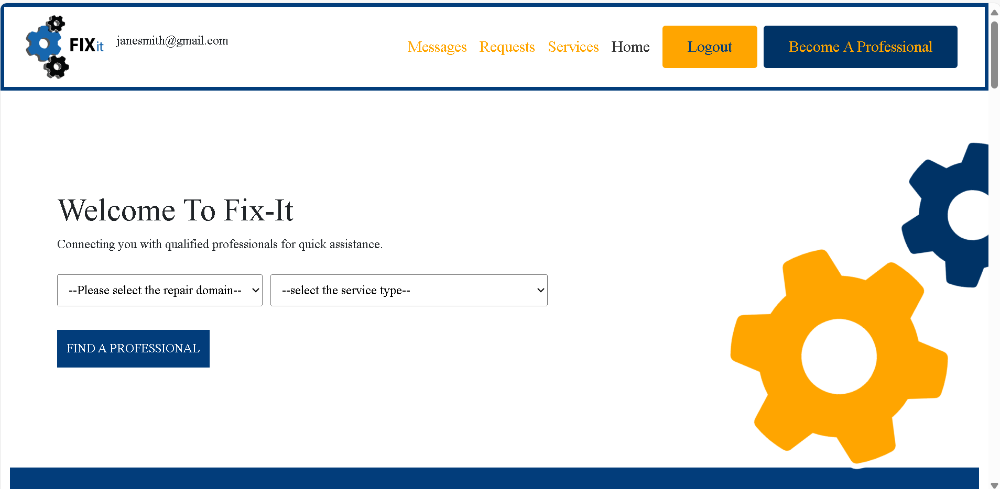 FIXit
janesmith@gmail.com
Messages Requests Services Home Logout Become A Professional
Welcome To Fix-It
Connecting you with qualified professionals for quick assistance.
--Please select the repair domain-- --select the service type--
FIND A PROFESSIONAL